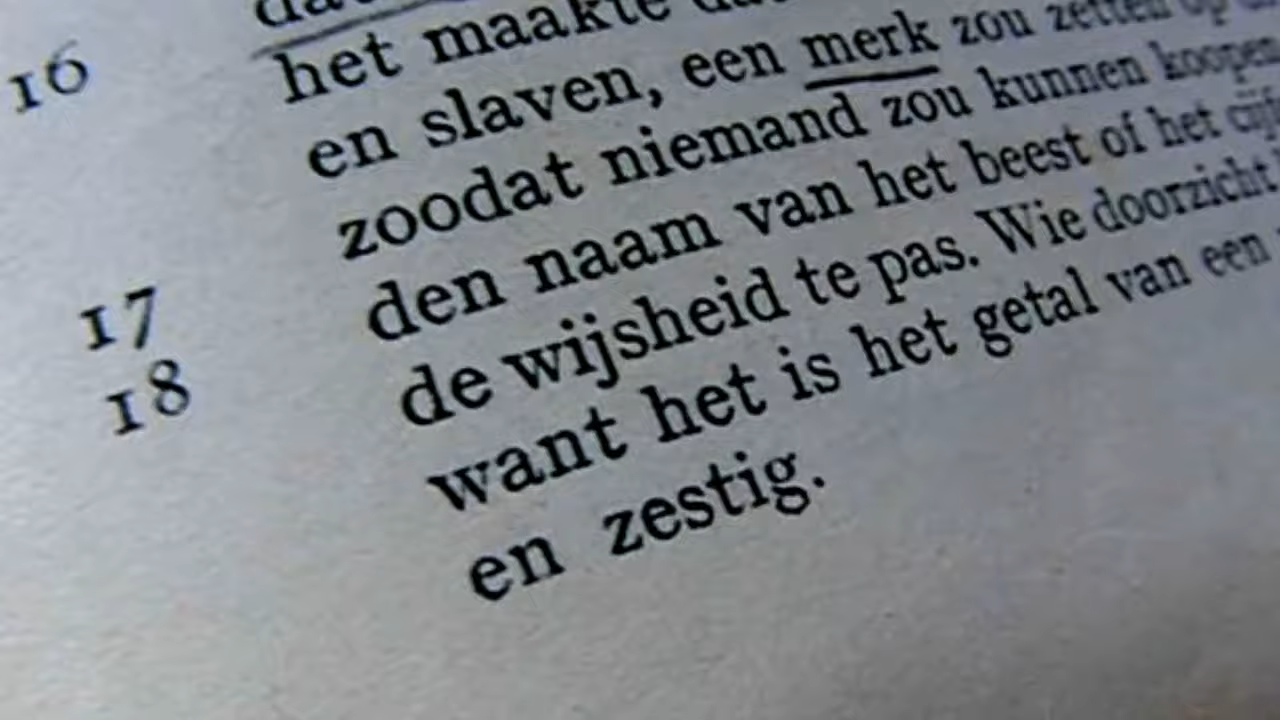 16 het maakte
en slaven, een merk zou zetten op
zoodat niemand zou kunnen koopen
17 den naam van het beest of het
18 de wijsheid te pas. Wie doorzicht
want het is het getal van een
en zestig.